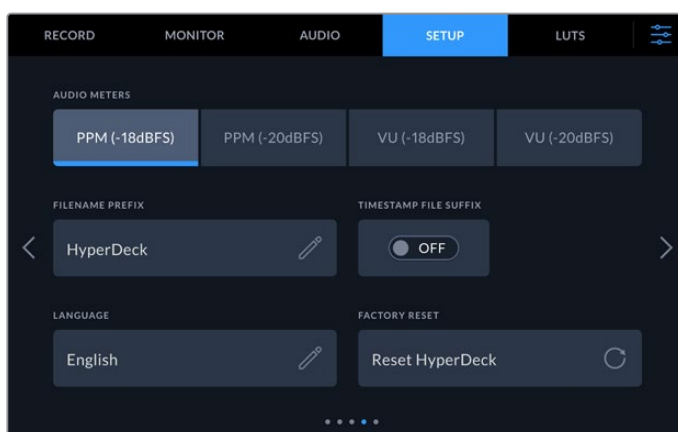 RECORD MONITOR AUDIO SETUP LUTS
AUDIO METERS
PPM (-18dBFS) PPM (-20dBFS) VU (-18dBFS) VU (-20dBFS)
FILENAME PREFIX TIMESTAMP FILE SUFFIX
HyperDeck OFF
LANGUAGE FACTORY RESET
English Reset HyperDeck